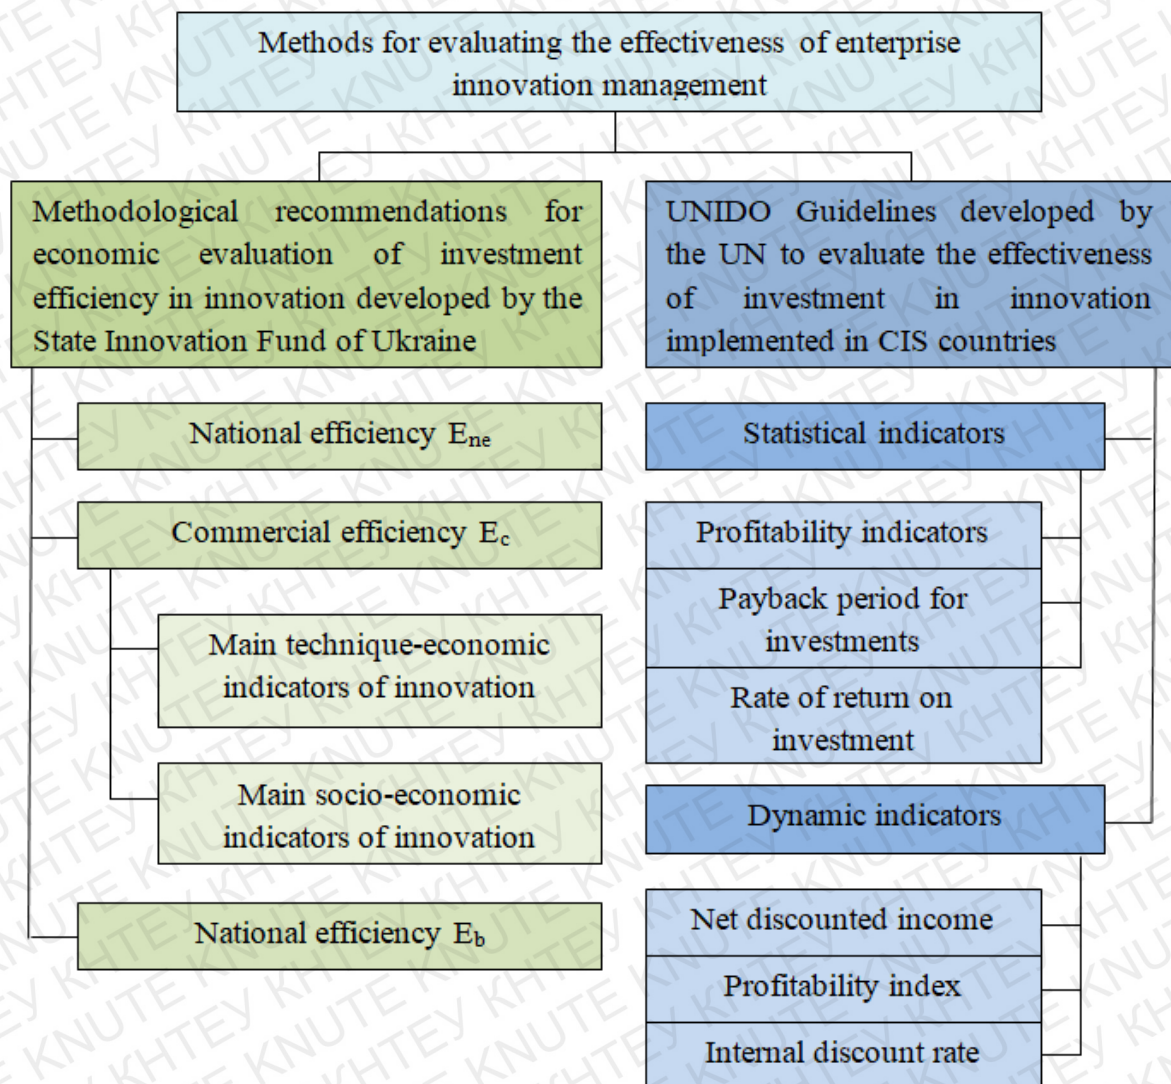 Methods for evaluating the effectiveness of enterprise
innovation management
Methodological recommendations for
economic evaluation of investment
efficiency in innovation developed by the
State Innovation Fund of Ukraine
National efficiency Ene
Commercial efficiency Ec
Main technique-economic
indicators of innovation
Main socio-economic
indicators of innovation
National efficiency Eb
UNIDO Guidelines developed by
the UN to evaluate the effectiveness
of investment in innovation
implemented in CIS countries
Statistical indicators
Profitability indicators
Payback period for
investments
Rate of return on
investment
Dynamic indicators
Net discounted income
Profitability index
Internal discount rate